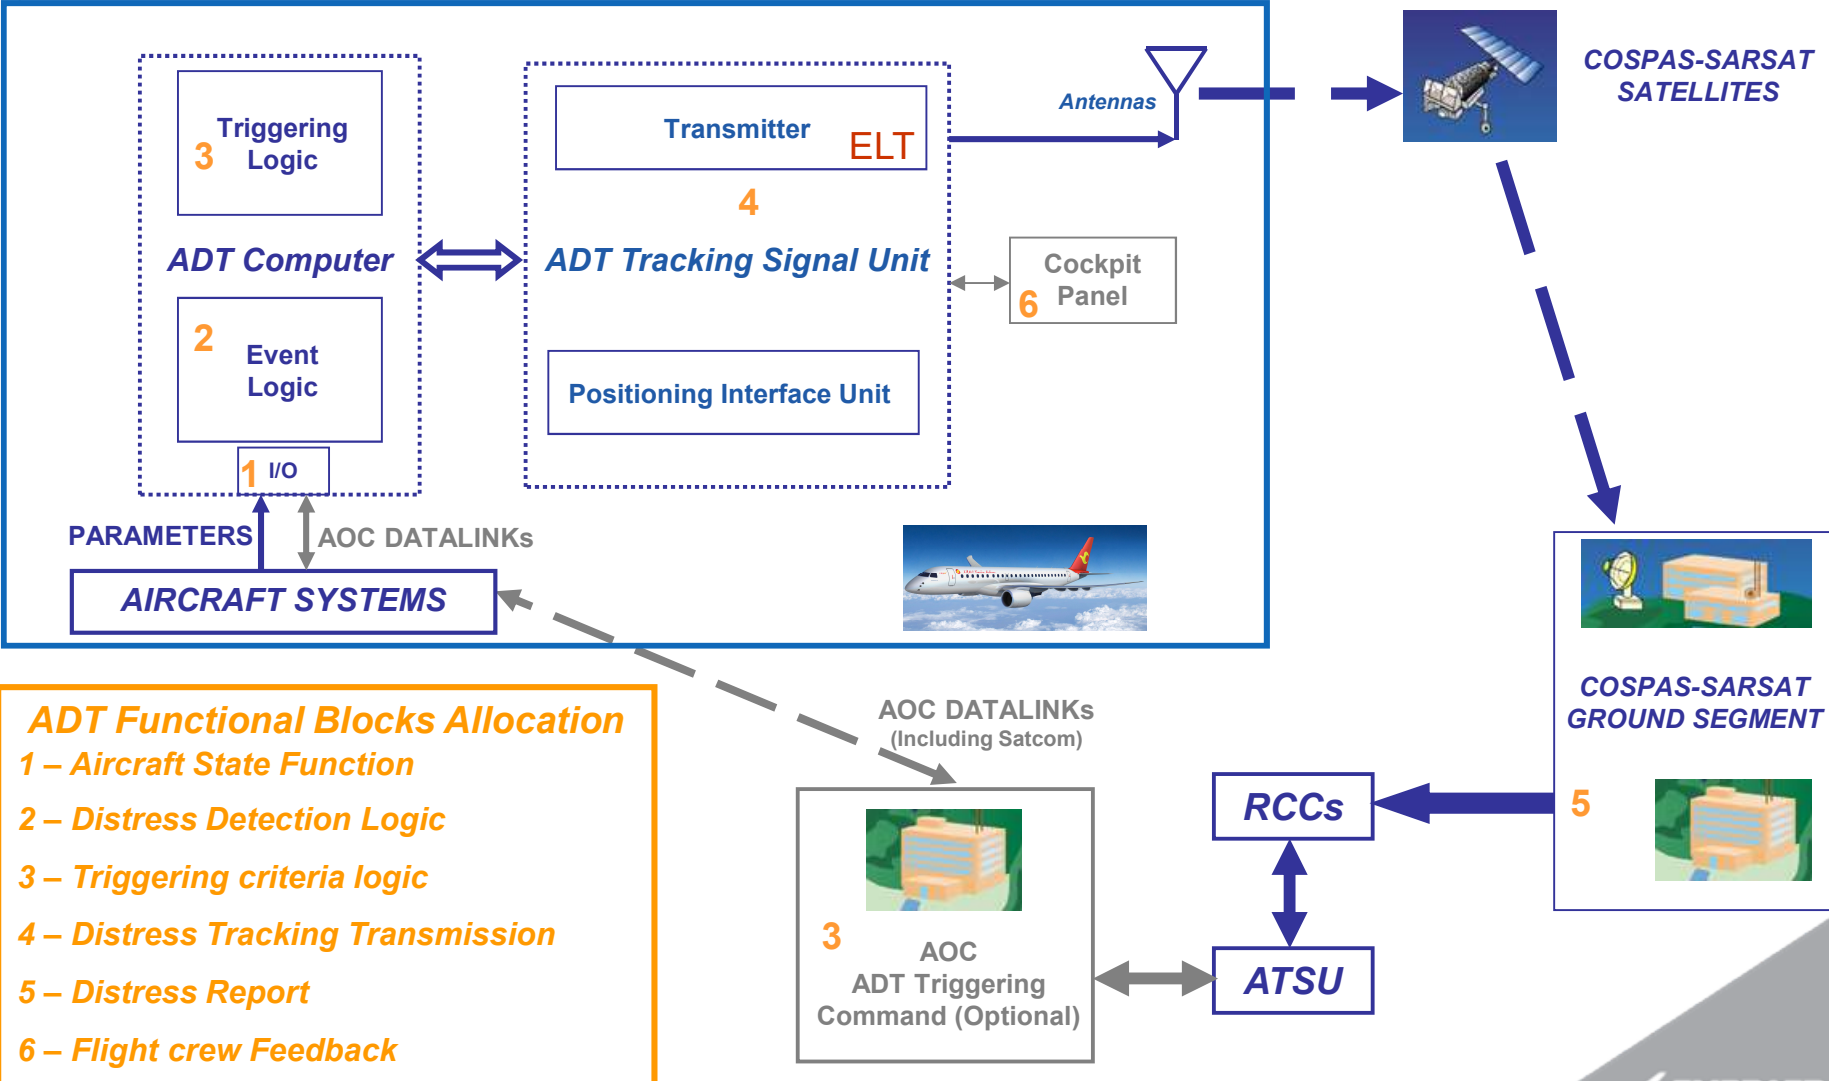 COSPAS-SARSAT
SATELLITES
Antennas
Triggering
3
Logic
Transmitter
ELT
4
ADT Computer
ADT Tracking Signal Unit
Cockpit
6
Panel
2
Event
Logic
Positioning Interface Unit
1
I/O
PARAMETERS
AOC DATALINKs
AIRCRAFT SYSTEMS
COSPAS-SARSAT
GROUND SEGMENT
5
ADT Functional Blocks Allocation
1 – Aircraft State Function
2 – Distress Detection Logic
3 – Triggering criteria logic
4 – Distress Tracking Transmission
5 – Distress Report
6 – Flight crew Feedback
AOC DATALINKs
(Including Satcom)
RCCs
3
AOC
ADT Triggering
Command (Optional)
ATSU